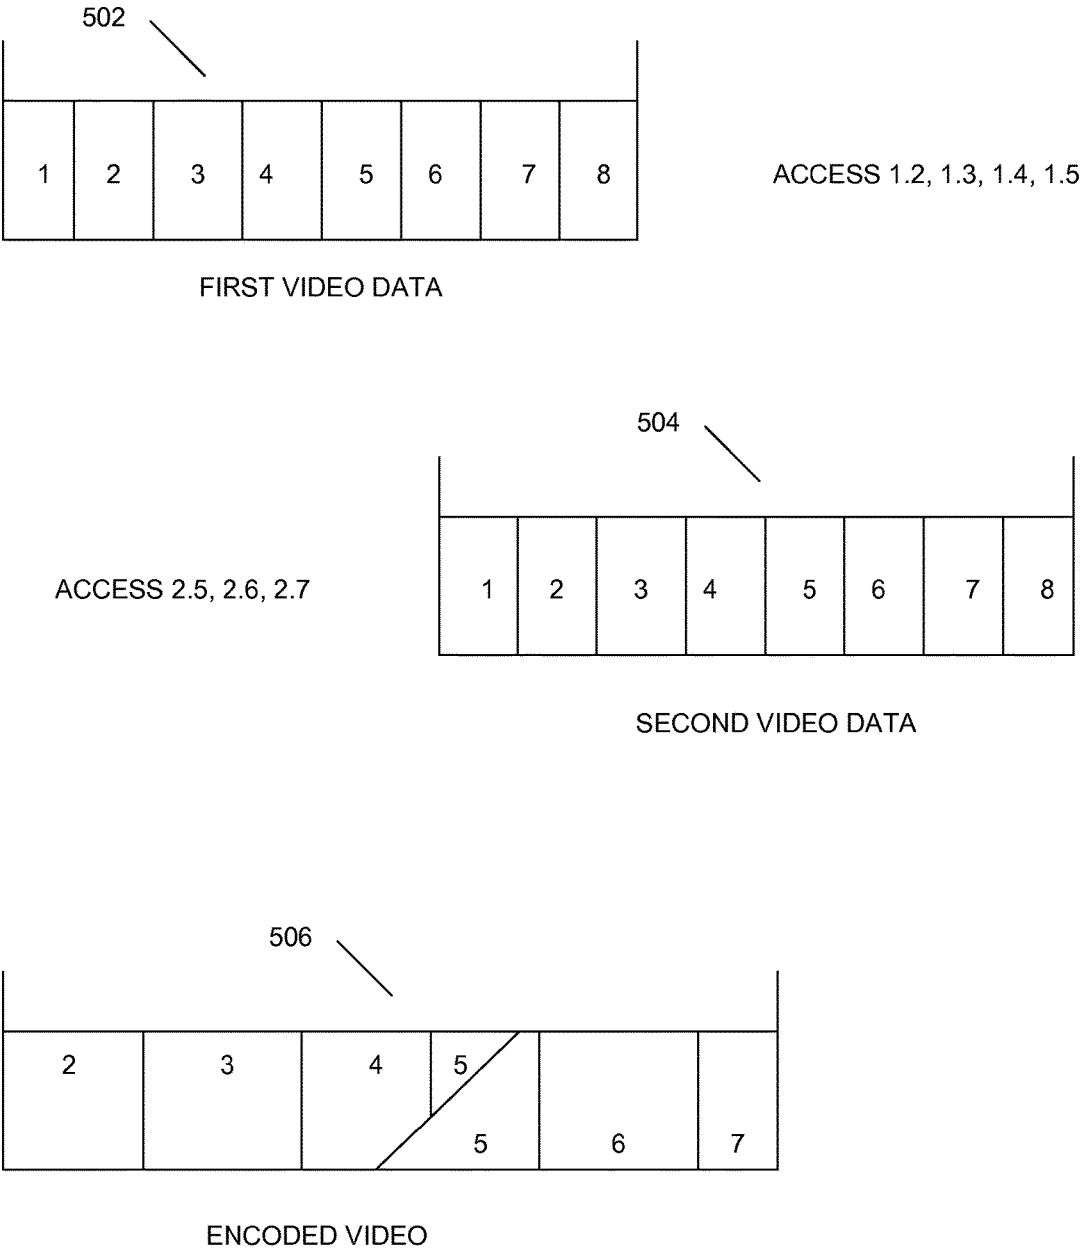 502
1 2 3 4 5 6 7 8
ACCESS 1.2, 1.3, 1.4, 1.5
FIRST VIDEO DATA
504
ACCESS 2.5, 2.6, 2.7
1 2 3 4 5 6 7 8
SECOND VIDEO DATA
506
2 3 4 5
5 6 7
ENCODED VIDEO